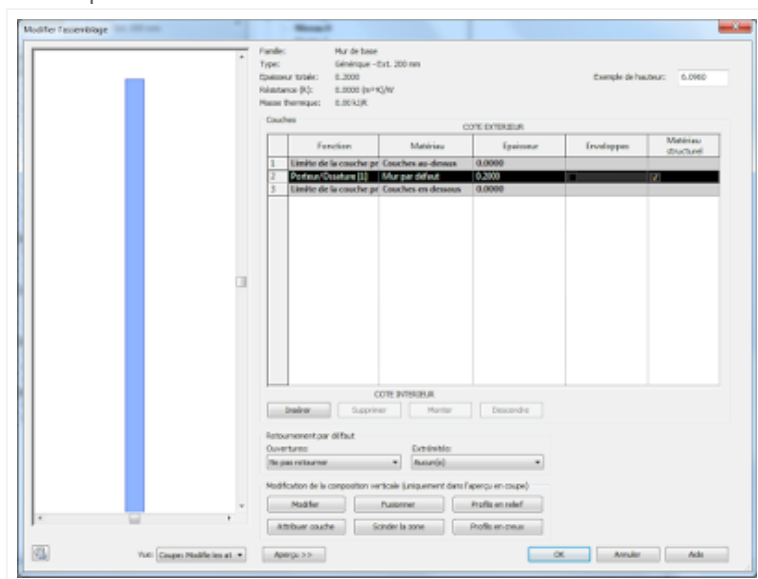 Modifier l'assemblage
Famille: Mur de base
Type: Générique - Ext. 200 mm
Epaisseur totale: 0.2000 Exemple de hauteur: 6.0960
Résistance (R): 0.0000 (m²·K)/W
Masse thermique: 0.00 kJ/K
Couches
COTE EXTERIEUR
Fonction Matériau Épaisseur Enveloppes Matériau structurel
1 Limite de la couche pr Couches au-dessus 0.0000
2 Porteur/Ossature [1] Mur par défaut 0.2000
3 Limite de la couche pr Couches en dessous 0.0000
COTE INTERIEUR
Insérer Supprimer Monter Descendre
Retournement par défaut
Ouvertures: Extrémités:
Ne pas retourner Aucun(e)
Modification de la composition verticale (uniquement dans l'aperçu en coupe)
Modifier Fusionner Profils en relief
Attribuer couche Scinder la zone Profils en creux
Vue: Coupe: Modifie les at Aperçu >> OK Annuler Aide